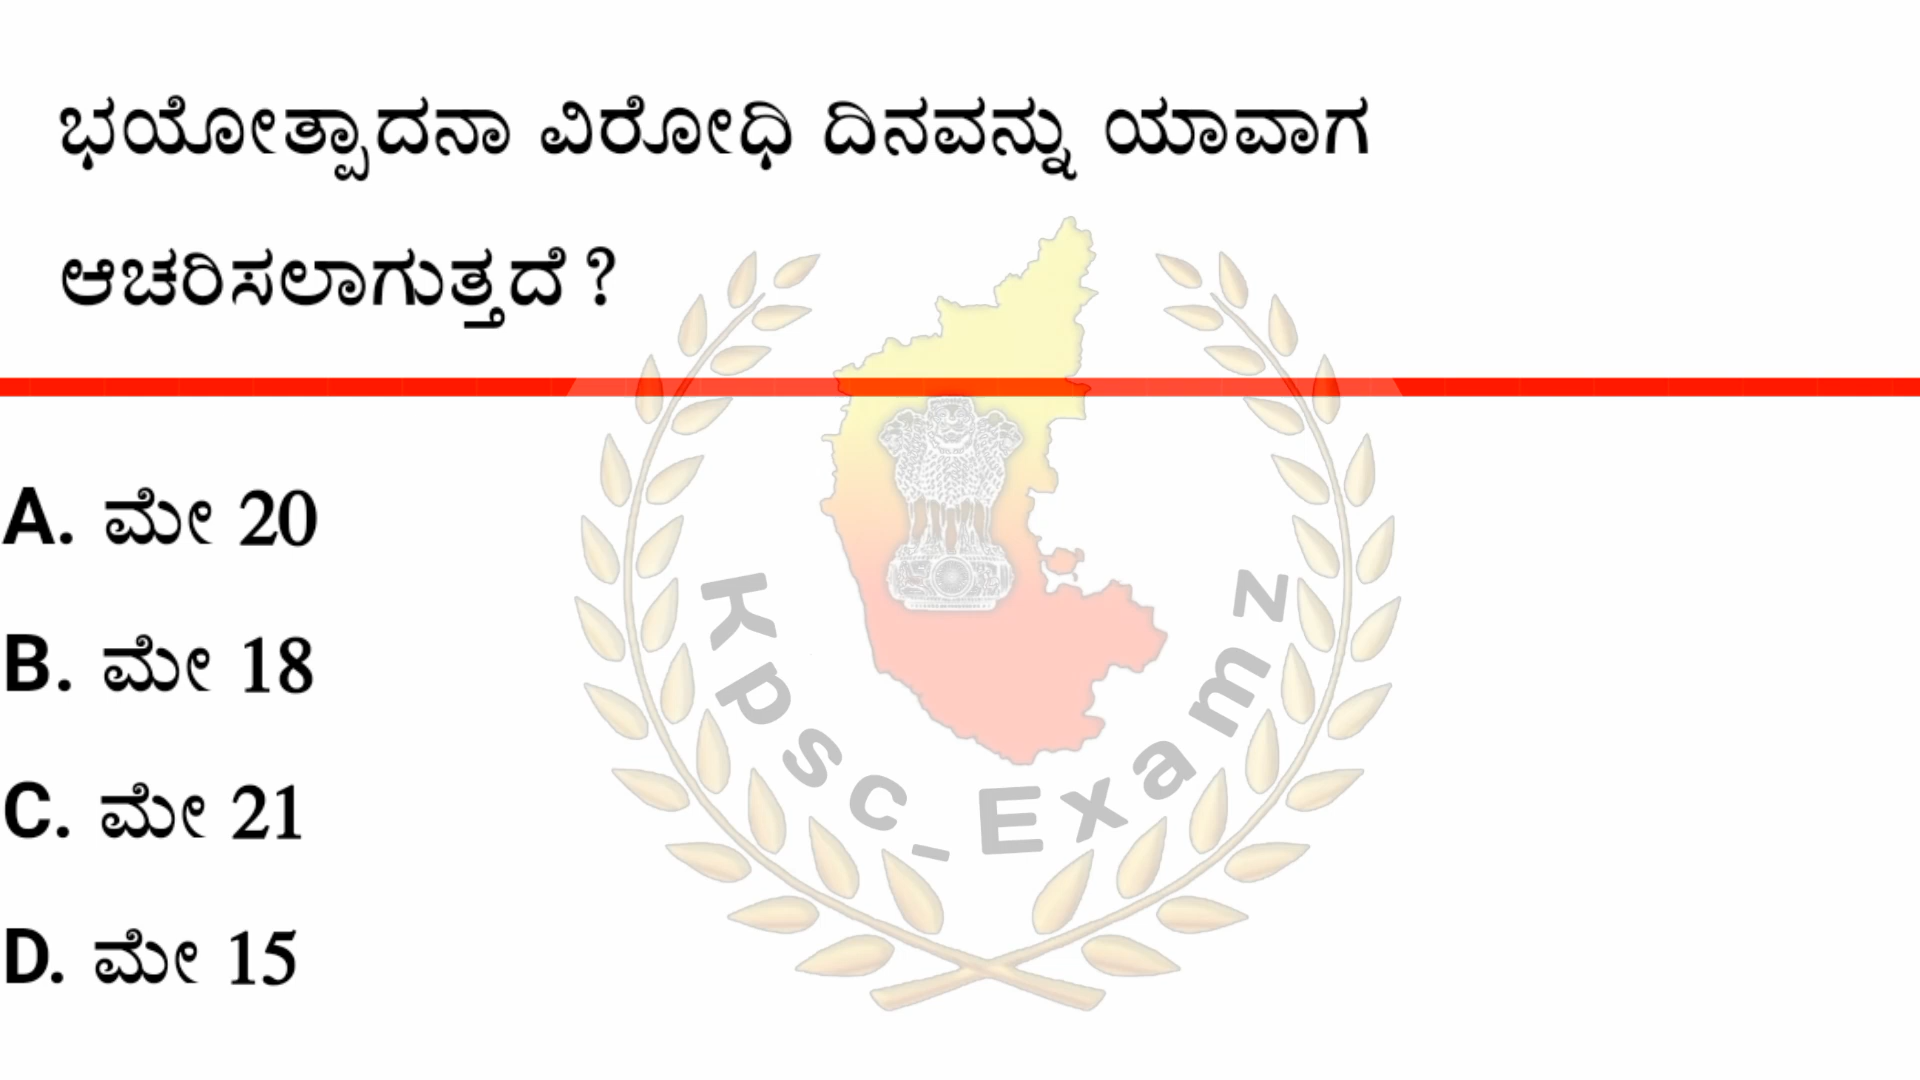 ಭಯೋತ್ಪಾದನಾ ವಿರೋಧಿ ದಿನವನ್ನು ಯಾವಾಗ
ಆಚರಿಸಲಾಗುತ್ತದೆ ?
A. ಮೇ 20
B. ಮೇ 18
C. ಮೇ 21
D. ಮೇ 15
Kpsc_Examz